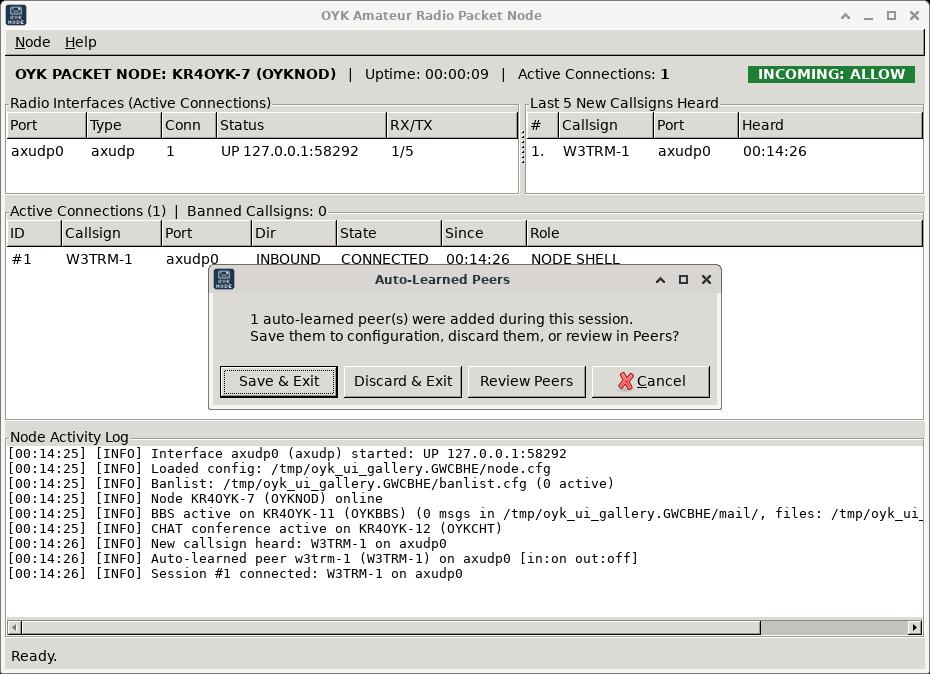 OYK Amateur Radio Packet Node
Node Help
OYK PACKET NODE: KR4OYK-7 (OYKNOD) | Uptime: 00:00:09 | Active Connections: 1 INCOMING: ALLOW
Radio Interfaces (Active Connections)
Port Type Conn Status RX/TX
axudp0 axudp 1 UP 127.0.0.1:58292 1/5
Last 5 New Callsigns Heard
# Callsign Port Heard
1. W3TRM-1 axudp0 00:14:26
Active Connections (1) | Banned Callsigns: 0
ID Callsign Port Dir State Since Role
#1 W3TRM-1 axudp0 INBOUND CONNECTED 00:14:26 NODE SHELL
Auto-Learned Peers
1 auto-learned peer(s) were added during this session.
Save them to configuration, discard them, or review in Peers?
Save & Exit Discard & Exit Review Peers Cancel
Node Activity Log
[00:14:25] [INFO] Interface axudp0 (axudp) started: UP 127.0.0.1:58292
[00:14:25] [INFO] Loaded config: /tmp/oyk_ui_gallery.GWCBHE/node.cfg
[00:14:25] [INFO] Banlist: /tmp/oyk_ui_gallery.GWCBHE/banlist.cfg (0 active)
[00:14:25] [INFO] Node KR4OYK-7 (OYKNOD) online
[00:14:25] [INFO] BBS active on KR4OYK-11 (OYKBBS) (0 msgs in /tmp/oyk_ui_gallery.GWCBHE/mail/, files: /tmp/oyk_ui_
[00:14:25] [INFO] CHAT conference active on KR4OYK-12 (OYKCHT)
[00:14:26] [INFO] New callsign heard: W3TRM-1 on axudp0
[00:14:26] [INFO] Auto-learned peer w3trm-1 (W3TRM-1) on axudp0 [in:on out:off]
[00:14:26] [INFO] Session #1 connected: W3TRM-1 on axudp0
Ready.